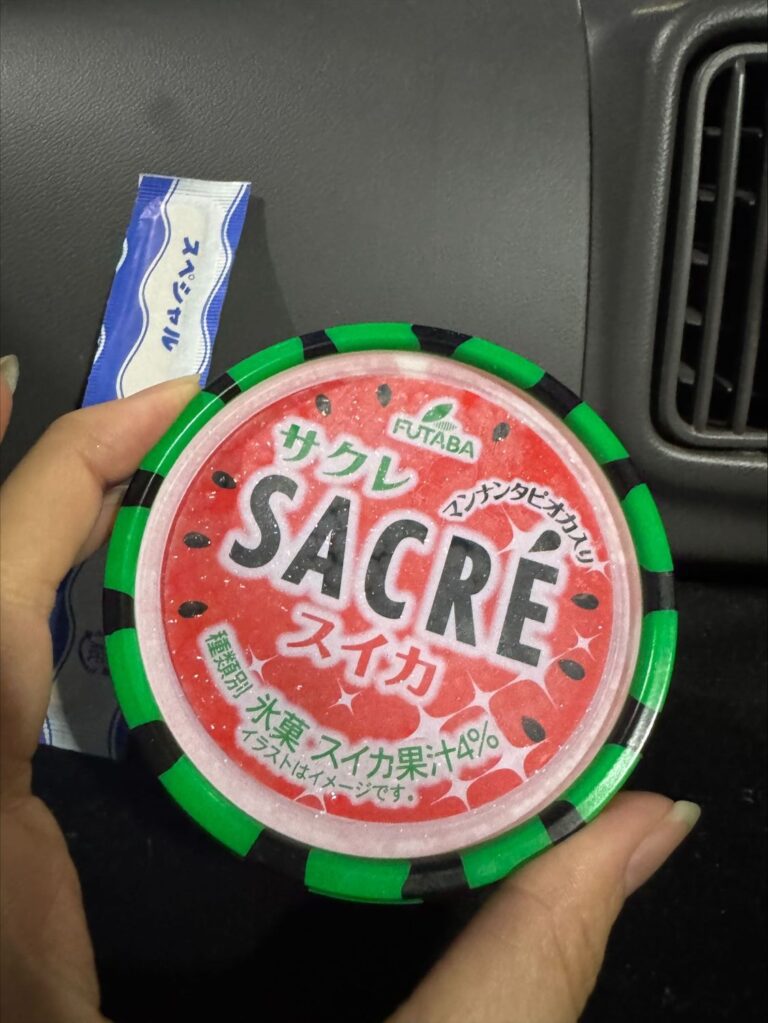 スペシャル
FUTABA
サクレ
マンナンタピオカ入り
SACRÉ
スイカ
種類別 氷菓 スイカ果汁4%
イラストはイメージです。